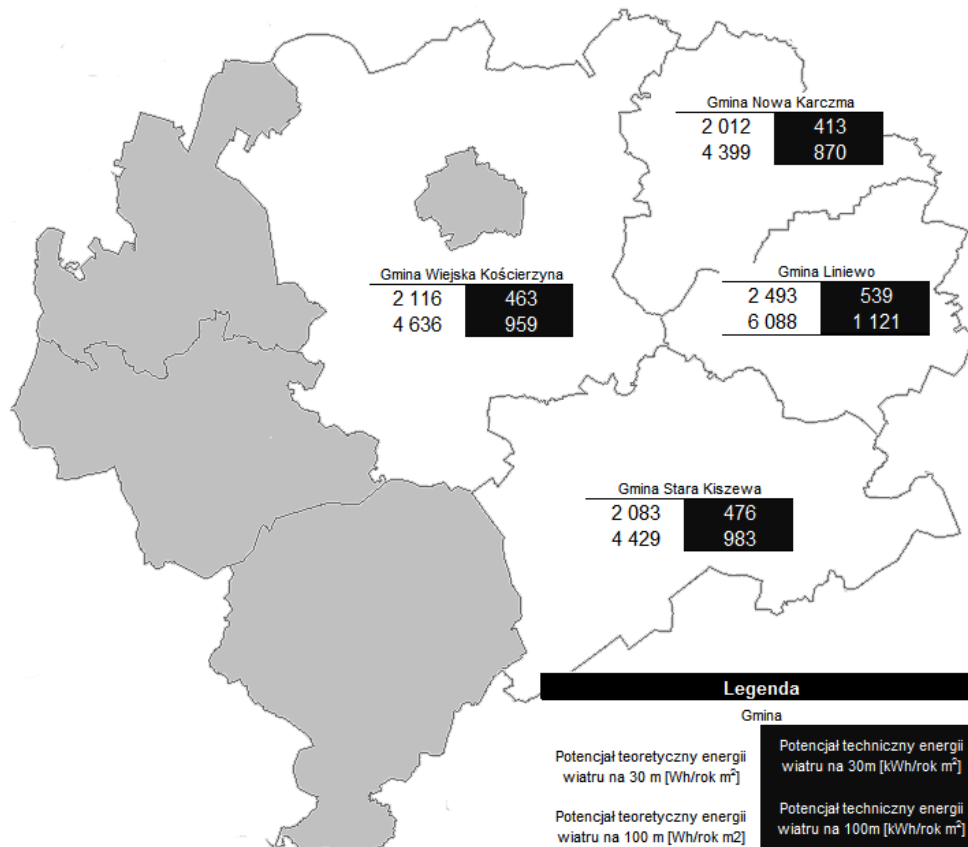 Gmina Nowa Karczma
2 012 413
4 399 870
Gmina Wiejska Kościerzyna
2 116 463
4 636 959
Gmina Liniewo
2 493 539
6 088 1 121
Gmina Stara Kiszewa
2 083 476
4 429 983
Legenda
Gmina
Potencjał teoretyczny energii
wiatru na 30 m [Wh/rok m²]
Potencjał techniczny energii
wiatru na 30m [kWh/rok m²]
Potencjał teoretyczny energii
wiatru na 100 m [Wh/rok m2]
Potencjał techniczny energii
wiatru na 100m [kWh/rok m²]